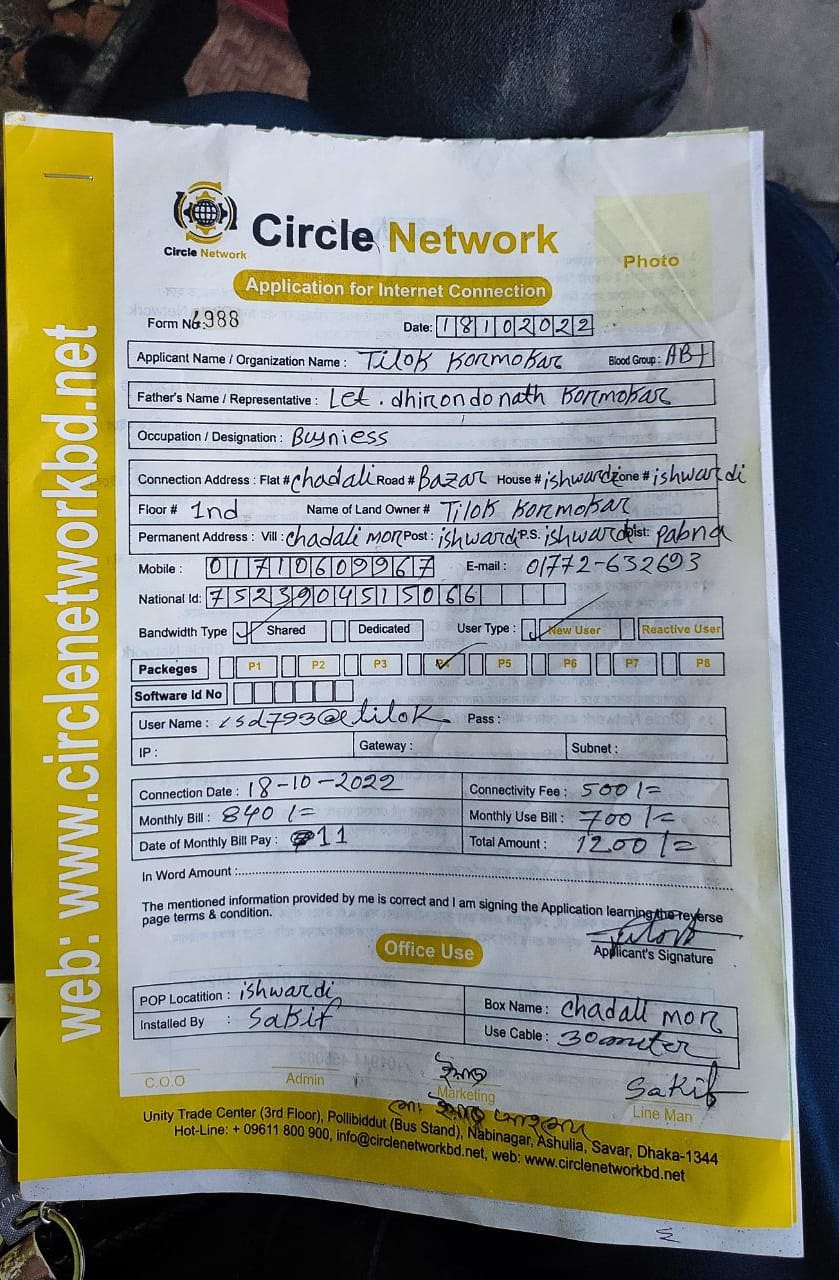 web: www.circlenetworkbd.net
Circle Network
Circle Network
Photo
Application for Internet Connection
Form No 4988
Date: 18102022
Applicant Name / Organization Name : Tilok Kormokar Blood Group : AB+
Father's Name / Representative : Let. dhirondonath Kormokar
Occupation / Designation : Buyniess
Connection Address : Flat # chadali Road # Bazar House # ishwardi zone # ishwardi
Floor # 1nd Name of Land Owner # Tilok Kormokar
Permanent Address : Vill : chadali mor Post : ishwardi P.S. ishwardi Dist: pabna
Mobile : 01710609967 E-mail : 01772-632693
National Id: 7523904515066
Bandwidth Type Shared Dedicated User Type : New User Reactive User
Packeges P1 P2 P3 P4 P5 P6 P7 P8
Software Id No
User Name : isd793@tilok Pass :
IP : Gateway : Subnet :
Connection Date : 18-10-2022 Connectivity Fee : 500/=
Monthly Bill : 840/= Monthly Use Bill : 700/=
Date of Monthly Bill Pay : 11 Total Amount : 1200/=
In Word Amount :
The mentioned information provided by me is correct and I am signing the Application learning the reverse
page terms & condition.
Tilok
Applicant's Signature
Office Use
POP Locatition : ishwardi Box Name : chadali mor
Installed By : Sakif Use Cable : 30 miter
C.O.O Admin Marketing Sakif
Line Man
Unity Trade Center (3rd Floor), Pollibiddut (Bus Stand), Nabinagar, Ashulia, Savar, Dhaka-1344
Hot-Line: + 09611 800 900, info@circlenetworkbd.net, web: www.circlenetworkbd.net